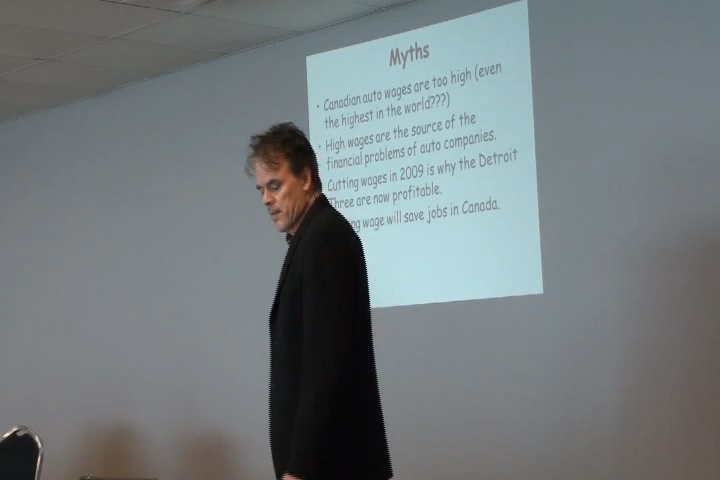 Myths
• Canadian auto wages are too high (even
the highest in the world???)
• High wages are the source of the
financial problems of auto companies.
Cutting wages in 2009 is why the Detroit
Three are now profitable.
wage will save jobs in Canada.